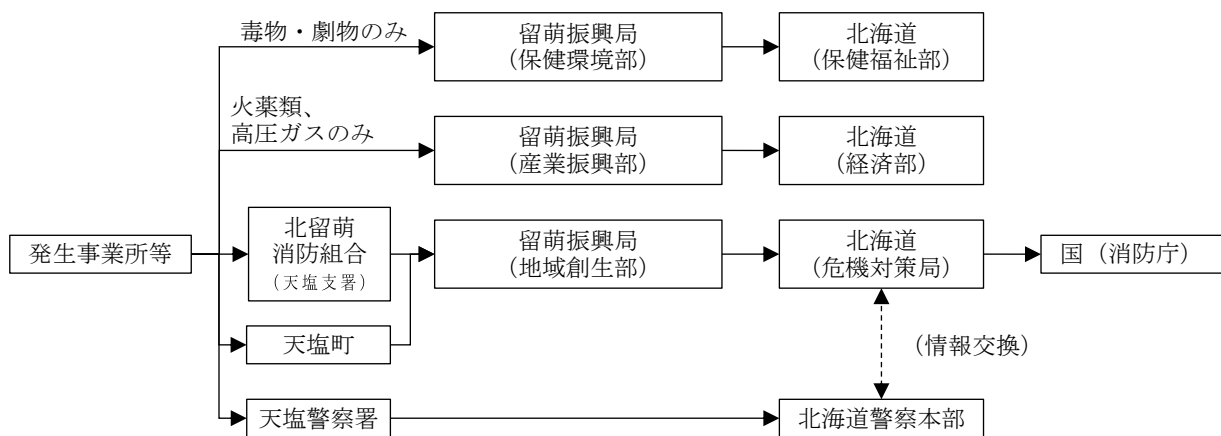 毒物・劇物のみ
留萌振興局
（保健環境部）
北海道
（保健福祉部）
火薬類、
高圧ガスのみ
留萌振興局
（産業振興部）
北海道
（経済部）
発生事業所等
北留萌
消防組合
（天塩支署）
留萌振興局
（地域創生部）
北海道
（危機対策局）
国（消防庁）
天塩町
（情報交換）
天塩警察署
北海道警察本部